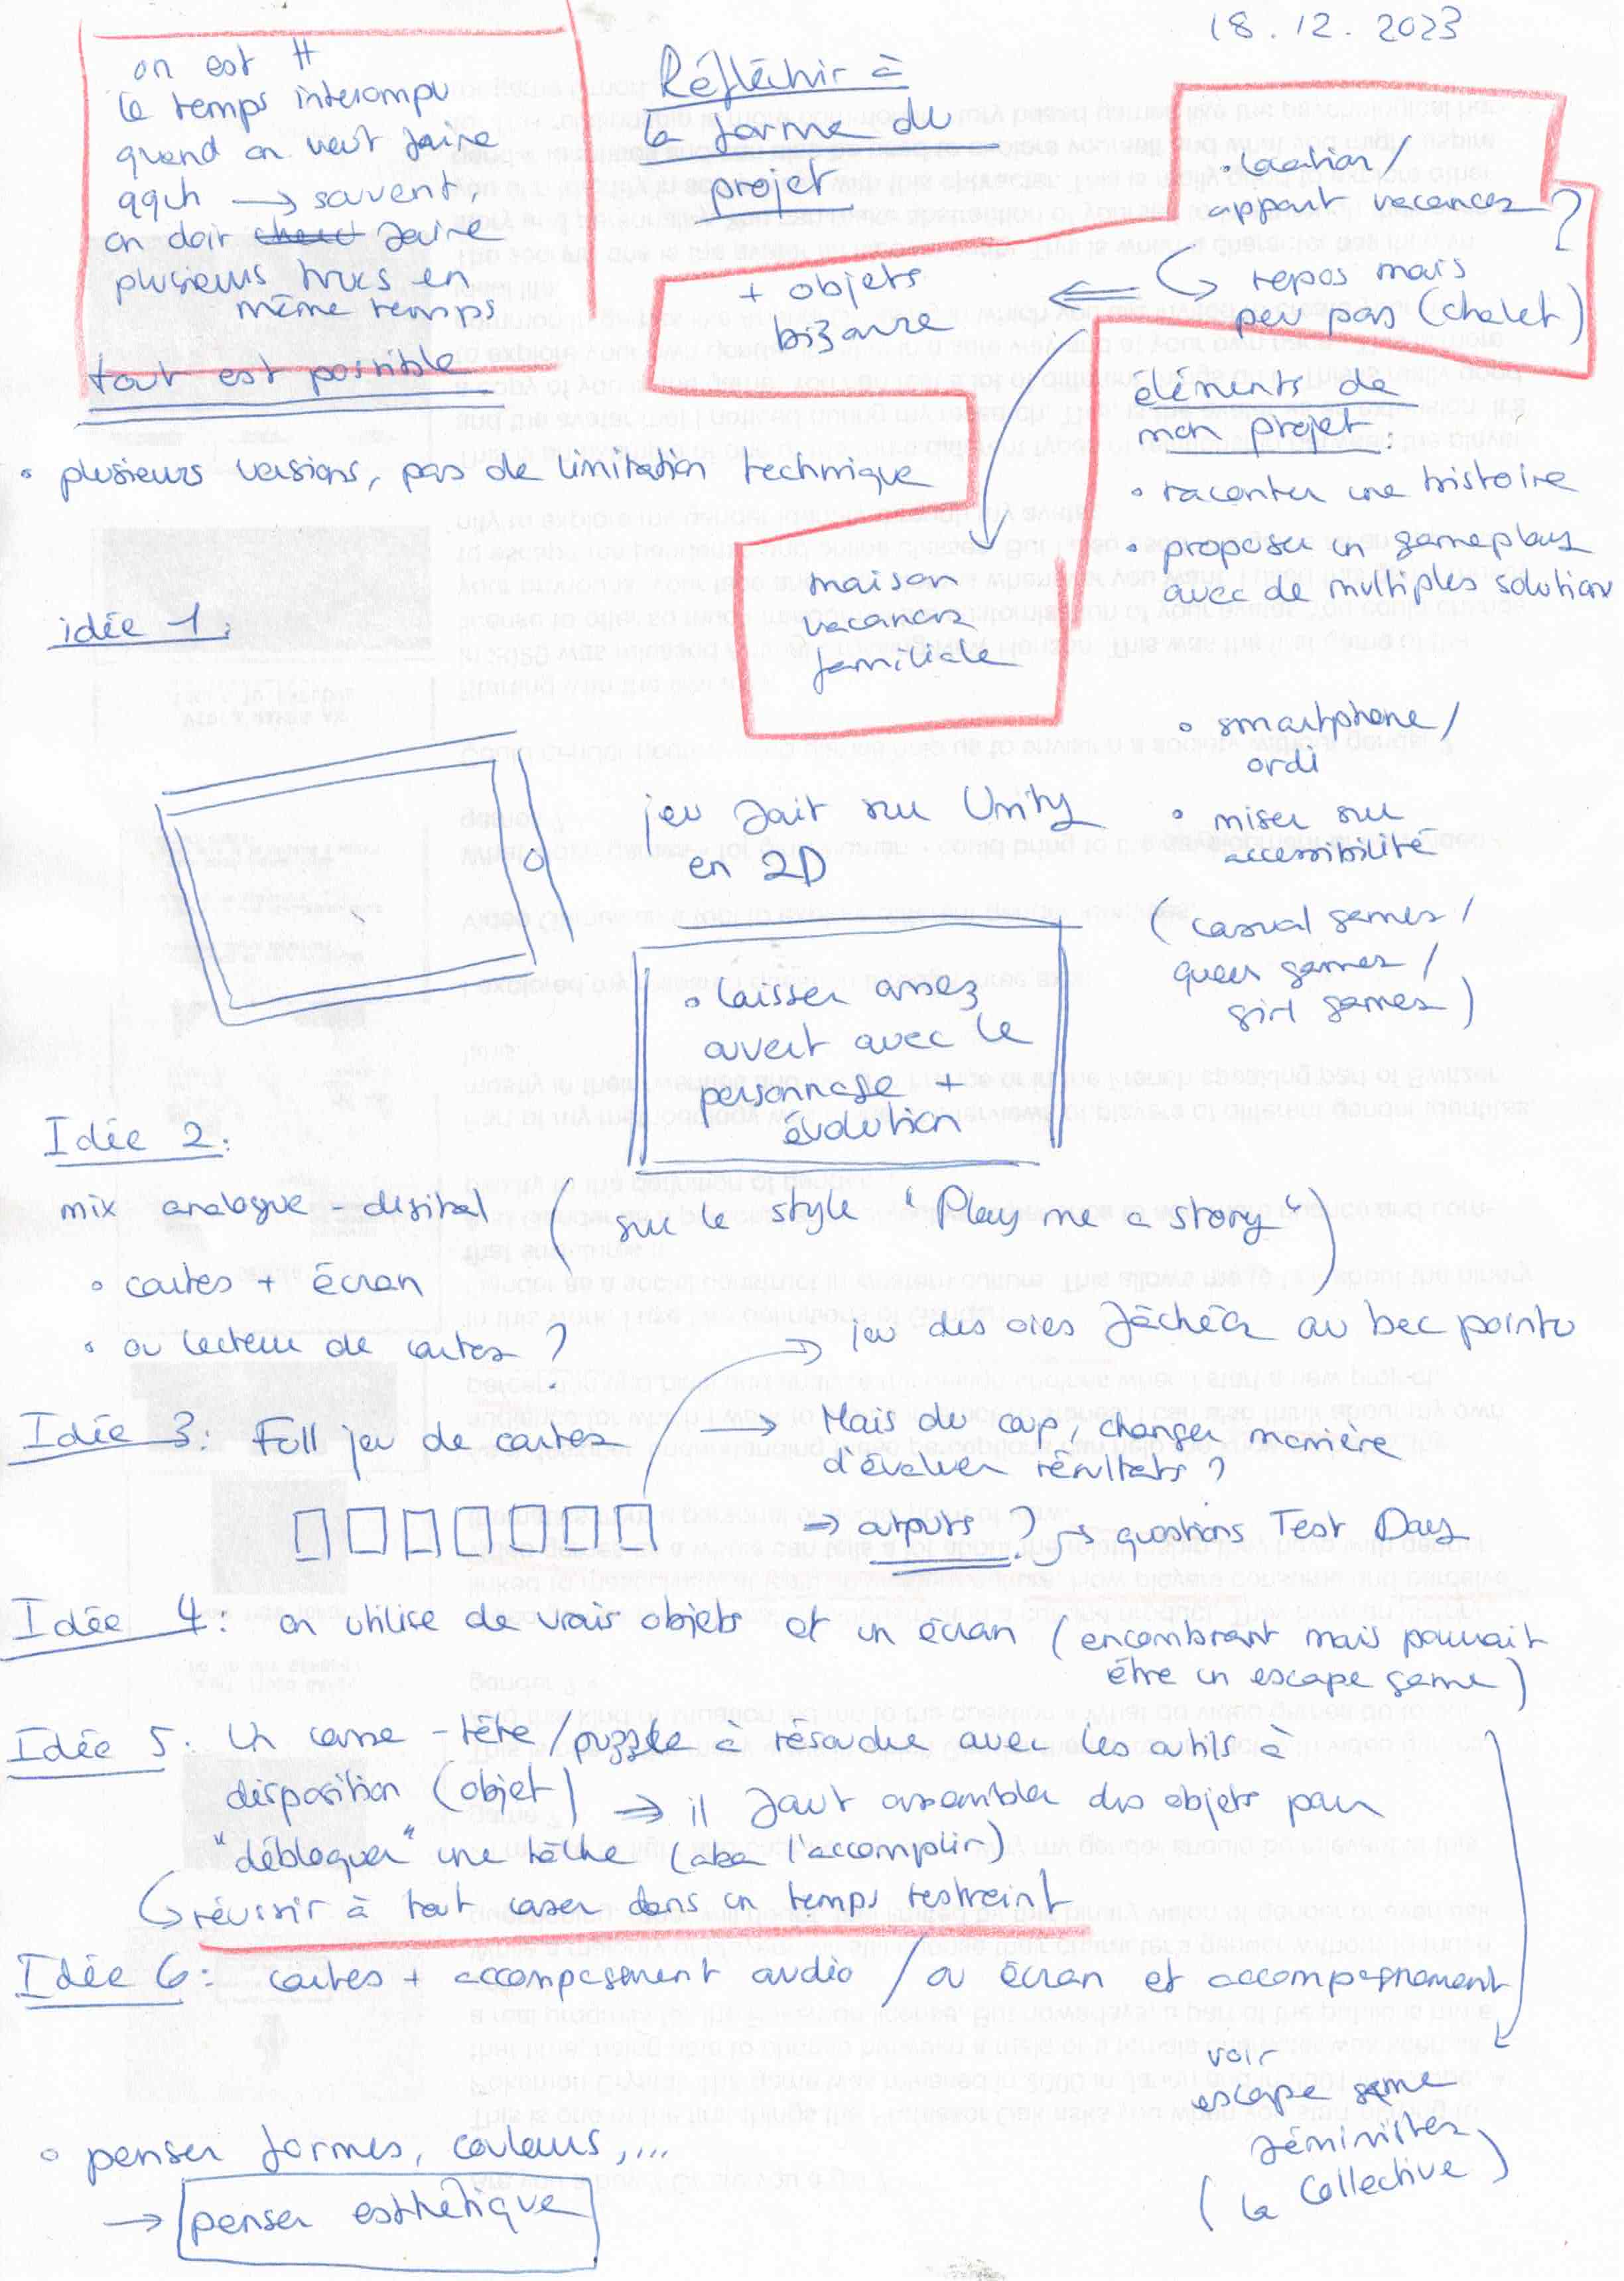 18.12.2023
on est #
le temps interompu
quand on veut faire
qqch → souvent,
on doit faire
plusieurs trucs en
même temps
tout est possible
Réfléchir à
la forme du
projet
• location/
appart vacances ?
↳ repos mais
peu pas (chalet)
+ objets
bizarre
maison
vacances
familiale
éléments de
mon projet:
• raconter une histoire
• proposer un gameplay
avec de multiples solution
• smartphone/
ordi
• miser sur
accessibilité
(casual games/
queer games/
girl games)
• plusieurs versions, pas de limitation technique
idée 1:
jeu fait sur Unity
en 2D
• laisser assez
ouvert avec le
personnage +
évolution
Idée 2:
mix analogue - digital (sur le style "Play me a story")
• cartes + écran
• ou lecteur de cartes ?
→ jeu des oies fâchées au bec pointu
Idée 3: Full jeu de cartes → Mais du coup, changer manière
d'évaluer résultats ?
⇒ outputs ? → questions Test Day
Idée 4: on utilise de vrais objets et un écran (encombrant mais pourrait
être un escape game)
Idée 5: Un casse-tête/puzzle à résoudre avec les outils à
disposition (objet) ⇒ il faut assembler des objets pour
"débloquer" une tâche (aka l'accomplir)
↳ réussir à tout caser dans un temps restreint
Idée 6: cartes + accompagnement audio / ou écran et accompagnement
voir
escape game
féministes
(la Collective)
• penser formes, couleurs,...
→ penser esthétique